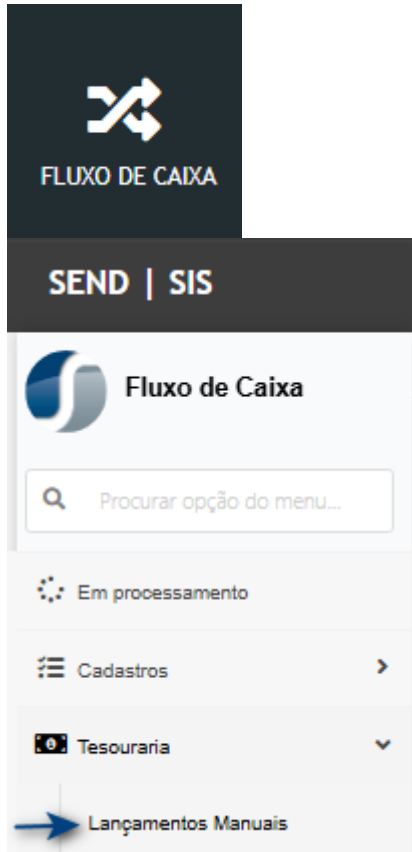 FLUXO DE CAIXA
SEND | SIS
Fluxo de Caixa
Procurar opção do menu...
Em processamento
Cadastros
Tesouraria
Lançamentos Manuais